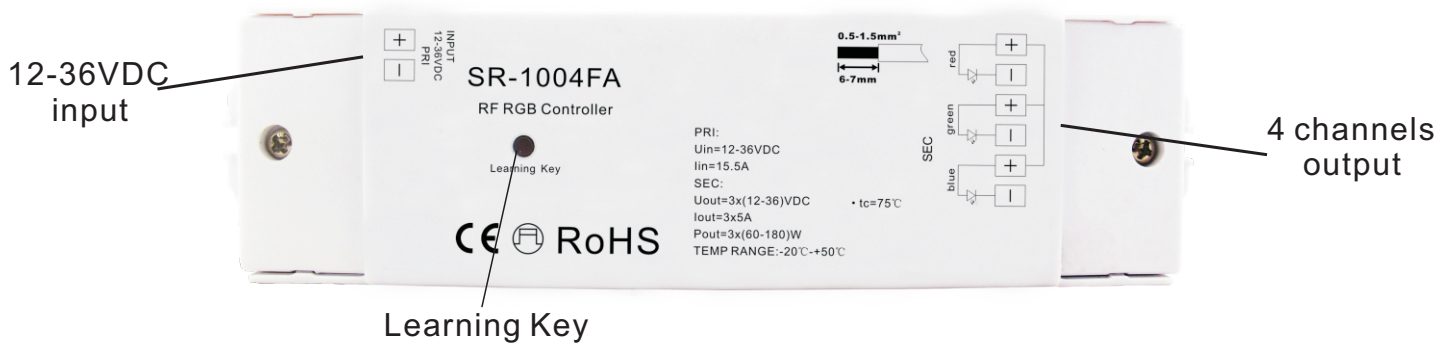 12-36VDC
input
+
−
INPUT
12-36VDC
PRI
SR-1004FA
RF RGB Controller
Learning Key
CE RoHS
PRI:
Uin=12-36VDC
Iin=15.5A
SEC:
Uout=3x(12-36)VDC
Iout=3x5A
Pout=3x(60-180)W
TEMP RANGE:-20℃-+50℃
• tc=75℃
0.5-1.5mm²
6-7mm
SEC
red
+
−
green
+
−
blue
+
−
4 channels
output
Learning Key